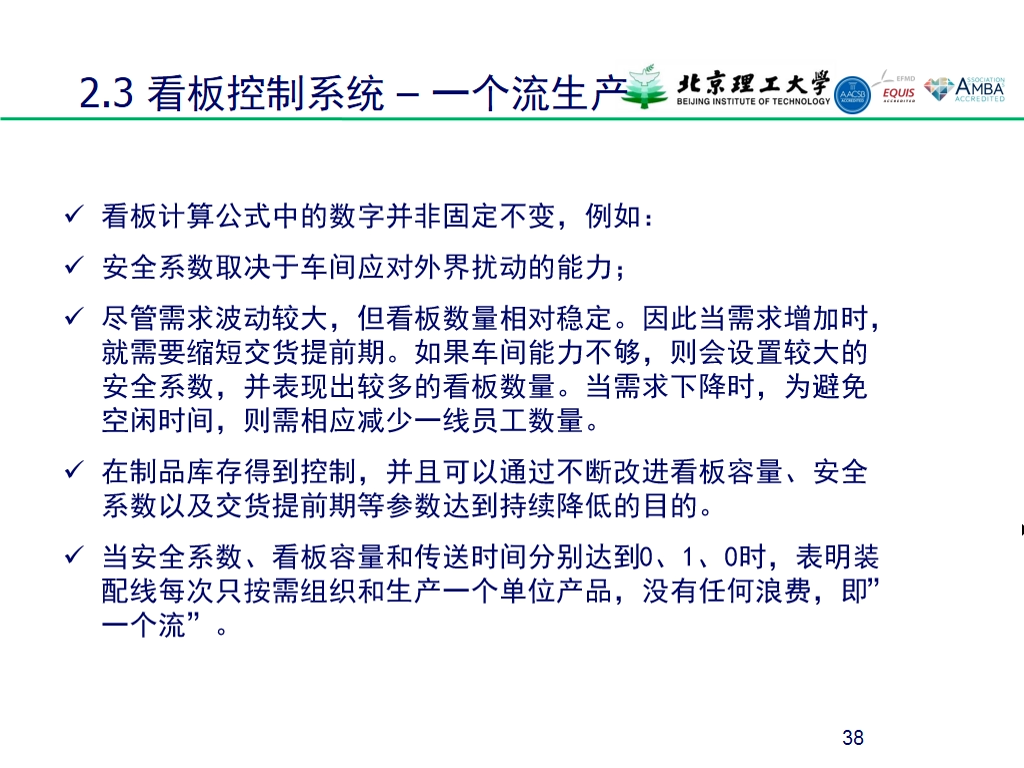 2.3 看板控制系统 – 一个流生产
北京理工大学
BEIJING INSTITUTE OF TECHNOLOGY
AACSB
ACCREDITED
EFMD
EQUIS
ACCREDITED
ASSOCIATION
AMBA
ACCREDITED
✓ 看板计算公式中的数字并非固定不变，例如：
✓ 安全系数取决于车间应对外界扰动的能力；
✓ 尽管需求波动较大，但看板数量相对稳定。因此当需求增加时，
就需要缩短交货提前期。如果车间能力不够，则会设置较大的
安全系数，并表现出较多的看板数量。当需求下降时，为避免
空闲时间，则需相应减少一线员工数量。
✓ 在制品库存得到控制，并且可以通过不断改进看板容量、安全
系数以及交货提前期等参数达到持续降低的目的。
✓ 当安全系数、看板容量和传送时间分别达到0、1、0时，表明装
配线每次只按需组织和生产一个单位产品，没有任何浪费，即”
一个流”。
38